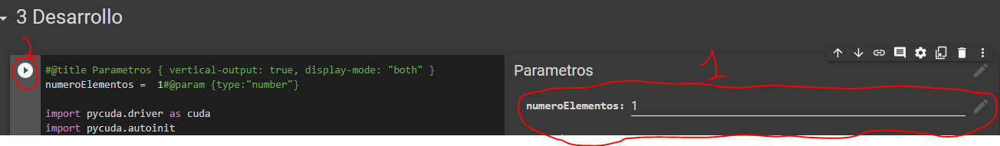 3 Desarrollo
2
1
#@title Parametros { vertical-output: true, display-mode: "both" }
numeroElementos =  1#@param {type:"number"}
import pycuda.driver as cuda
import pycuda.autoinit
Parametros
numeroElementos: 1